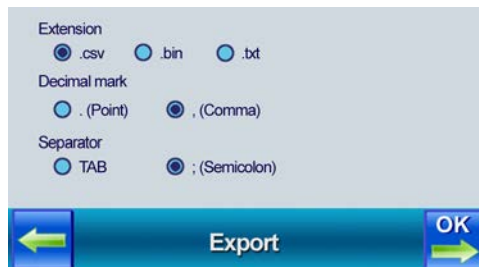 Extension
.csv .bin .txt
Decimal mark
. (Point) , (Comma)
Separator
TAB ; (Semicolon)
Export
OK